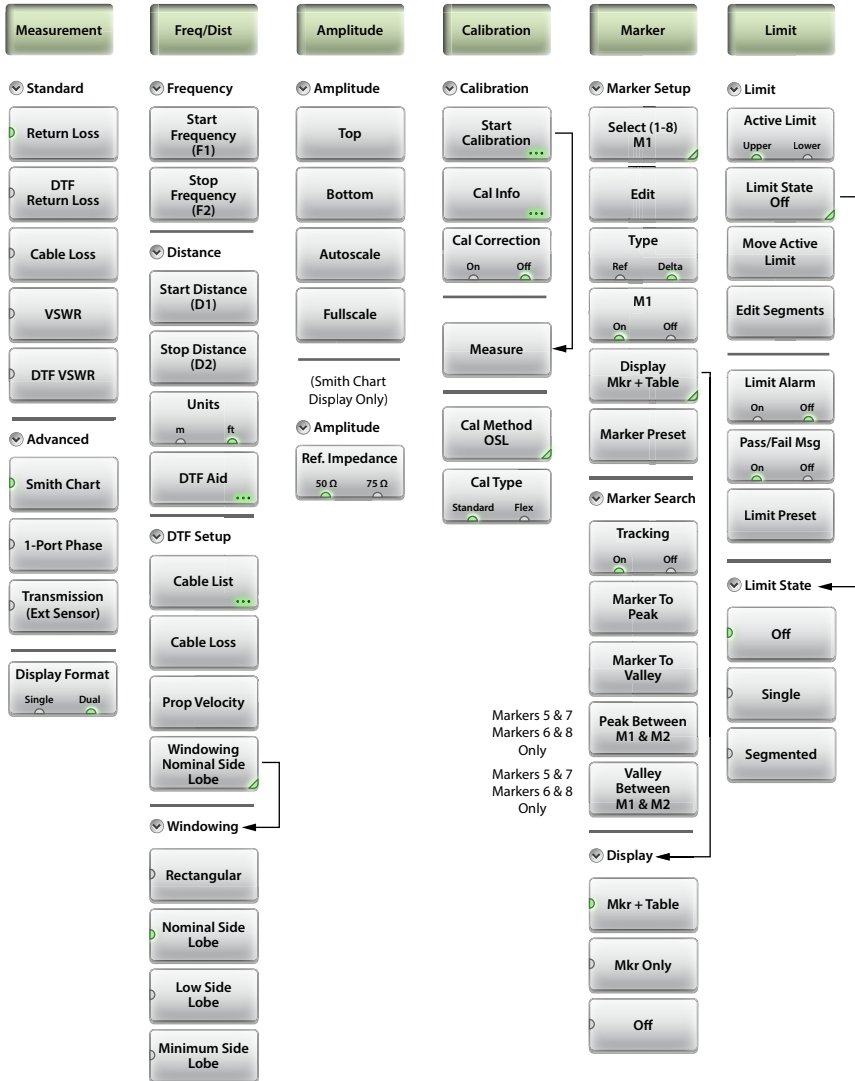 Measurement
Standard
Return Loss
DTF
Return Loss
Cable Loss
VSWR
DTF VSWR
Advanced
Smith Chart
1-Port Phase
Transmission
(Ext Sensor)
Display Format
Single Dual
Freq/Dist
Frequency
Start
Frequency
(F1)
Stop
Frequency
(F2)
Distance
Start Distance
(D1)
Stop Distance
(D2)
Units
m ft
DTF Aid
DTF Setup
Cable List
Cable Loss
Prop Velocity
Windowing
Nominal Side
Lobe
Windowing
Rectangular
Nominal Side
Lobe
Low Side
Lobe
Minimum Side
Lobe
Amplitude
Amplitude
Top
Bottom
Autoscale
Fullscale
(Smith Chart
Display Only)
Amplitude
Ref. Impedance
50 Ω 75 Ω
Calibration
Calibration
Start
Calibration
Cal Info
Cal Correction
On Off
Measure
Cal Method
OSL
Cal Type
Standard Flex
Marker
Marker Setup
Select (1-8)
M1
Edit
Type
Ref Delta
M1
On Off
Display
Mkr + Table
Marker Preset
Marker Search
Tracking
On Off
Marker To
Peak
Marker To
Valley
Markers 5 & 7
Markers 6 & 8
Only
Peak Between
M1 & M2
Markers 5 & 7
Markers 6 & 8
Only
Valley
Between
M1 & M2
Display
Mkr + Table
Mkr Only
Off
Limit
Limit
Active Limit
Upper Lower
Limit State
Off
Move Active
Limit
Edit Segments
Limit Alarm
On Off
Pass/Fail Msg
On Off
Limit Preset
Limit State
Off
Single
Segmented